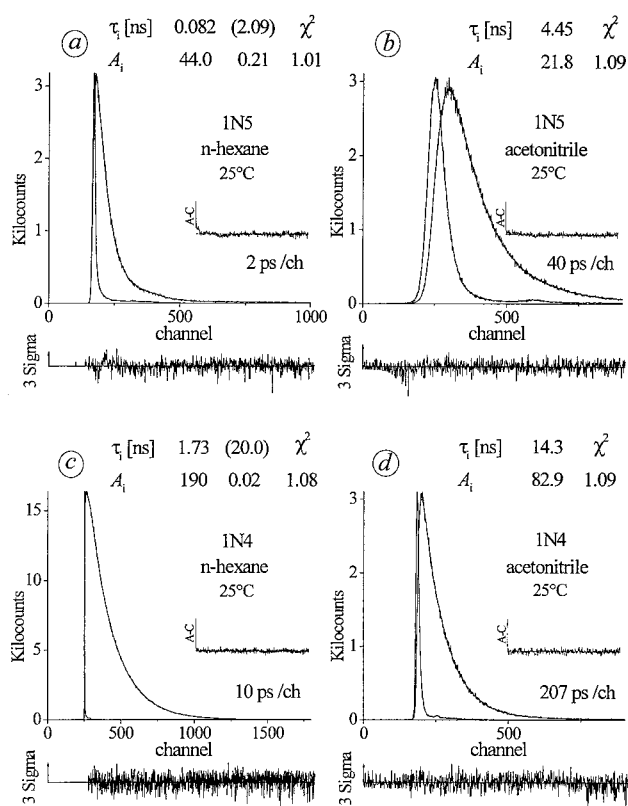 a
τi [ns] 0.082 (2.09) χ2
Ai 44.0 0.21 1.01
3
2
1
0
Kilocounts
1N5
n-hexane
25°C
A-C
2 ps /ch
0 500 1000
channel
3 Sigma
b
τi [ns] 4.45 χ2
Ai 21.8 1.09
3
2
1
0
Kilocounts
1N5
acetonitrile
25°C
A-C
40 ps /ch
500
channel
3 Sigma
c
τi [ns] 1.73 (20.0) χ2
Ai 190 0.02 1.08
15
10
5
0
Kilocounts
1N4
n-hexane
25°C
A-C
10 ps /ch
0 500 1000 1500
channel
3 Sigma
d
τi [ns] 14.3 χ2
Ai 82.9 1.09
3
2
1
0
Kilocounts
1N4
acetonitrile
25°C
A-C
207 ps /ch
0 500
channel
3 Sigma